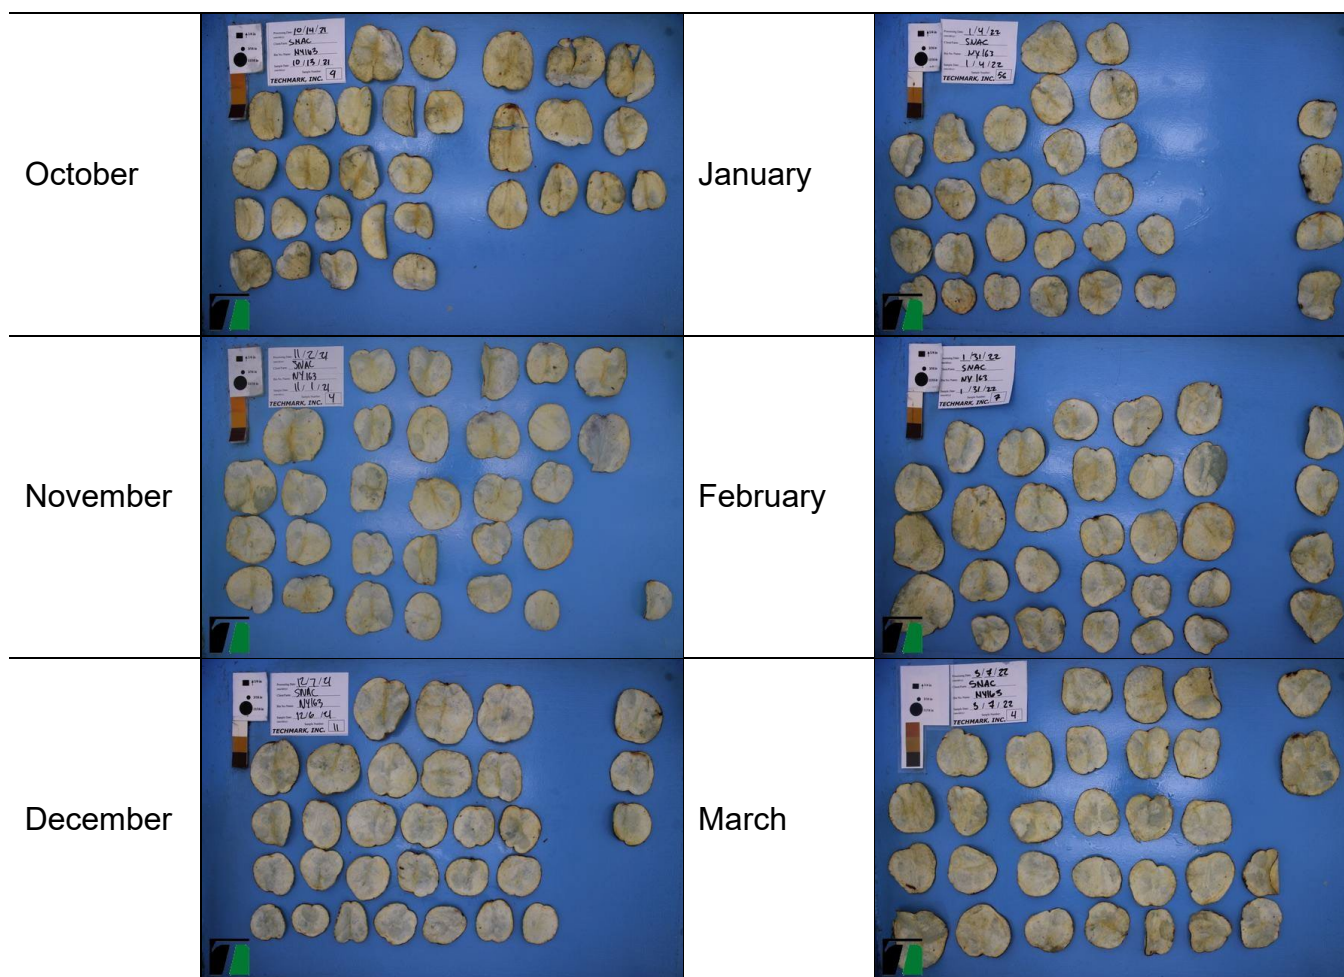 October
10/14/21
SNAC
NY163
10/13/21
9
TECHMARK, INC.
January
1/4/22
SNAC
NY163
1/4/22
56
TECHMARK, INC.
November
11/2/21
SNAC
NY163
11/1/21
4
TECHMARK, INC.
February
1/31/22
SNAC
NY163
1/31/22
7
TECHMARK, INC.
December
12/7/21
SNAC
NY163
12/6/21
11
TECHMARK, INC.
March
3/7/22
SNAC
NY163
3/7/22
4
TECHMARK, INC.